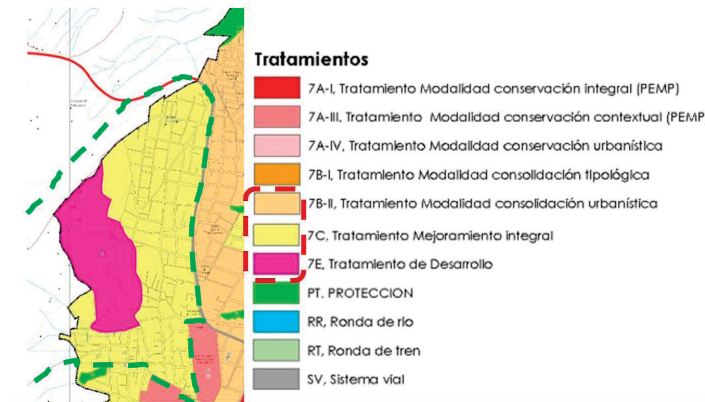 Tratamientos
7A-I, Tratamiento Modalidad conservación integral (PEMP)
7A-III, Tratamiento Modalidad conservación contextual (PEMP
7A-IV, Tratamiento Modalidad conservación urbanística
7B-I, Tratamiento Modalidad consolidación tipológica
7B-II, Tratamiento Modalidad consolidación urbanística
7C, Tratamiento Mejoramiento integral
7E, Tratamiento de Desarrollo
PT. PROTECCION
RR, Ronda de rio
RT, Ronda de tren
SV, Sistema vial